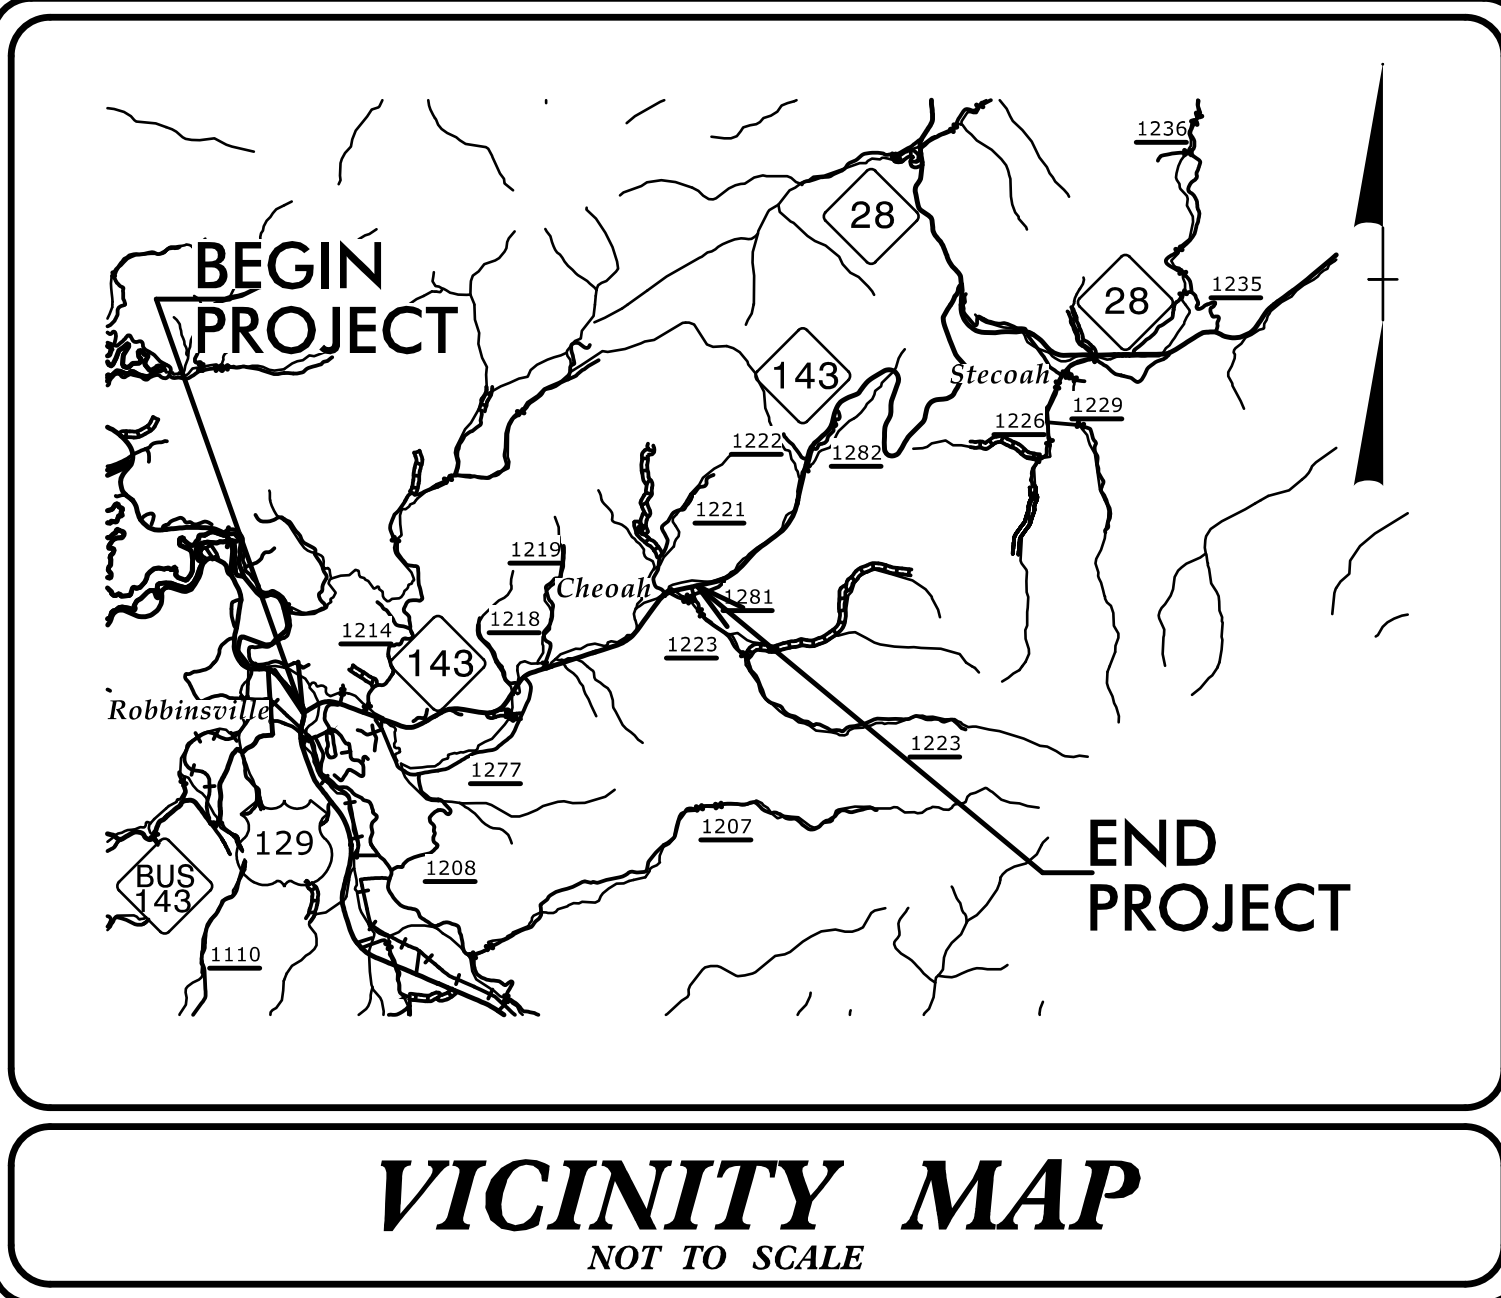 1236
28
BEGIN
PROJECT
28
1235
143
Stecoah
1229
1226
1222
1282
1221
1219
Cheoah
1281
1218
1214
1223
143
Robbinsville
1223
1277
1207
129
END
PROJECT
1208
BUS
143
1110
VICINITY MAP
NOT TO SCALE